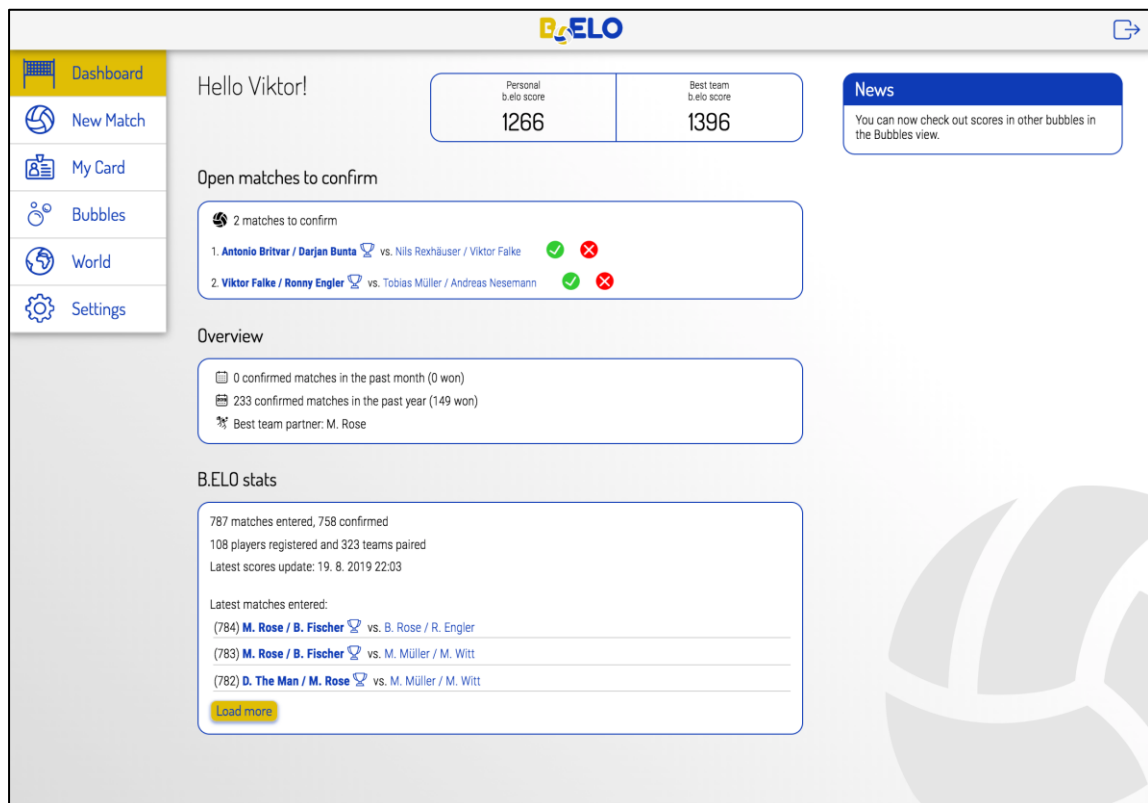 B.ELO
Dashboard
New Match
My Card
Bubbles
World
Settings
Hello Viktor!
Personal
b.elo score
1266
Best team
b.elo score
1396
Open matches to confirm
2 matches to confirm
1. Antonio Britvar / Darjan Bunta vs. Nils Rexhäuser / Viktor Falke
2. Viktor Falke / Ronny Engler vs. Tobias Müller / Andreas Nesemann
Overview
0 confirmed matches in the past month (0 won)
233 confirmed matches in the past year (149 won)
Best team partner: M. Rose
B.ELO stats
787 matches entered, 758 confirmed
108 players registered and 323 teams paired
Latest scores update: 19. 8. 2019 22:03
Latest matches entered:
(784) M. Rose / B. Fischer vs. B. Rose / R. Engler
(783) M. Rose / B. Fischer vs. M. Müller / M. Witt
(782) D. The Man / M. Rose vs. M. Müller / M. Witt
Load more
News
You can now check out scores in other bubbles in
the Bubbles view.